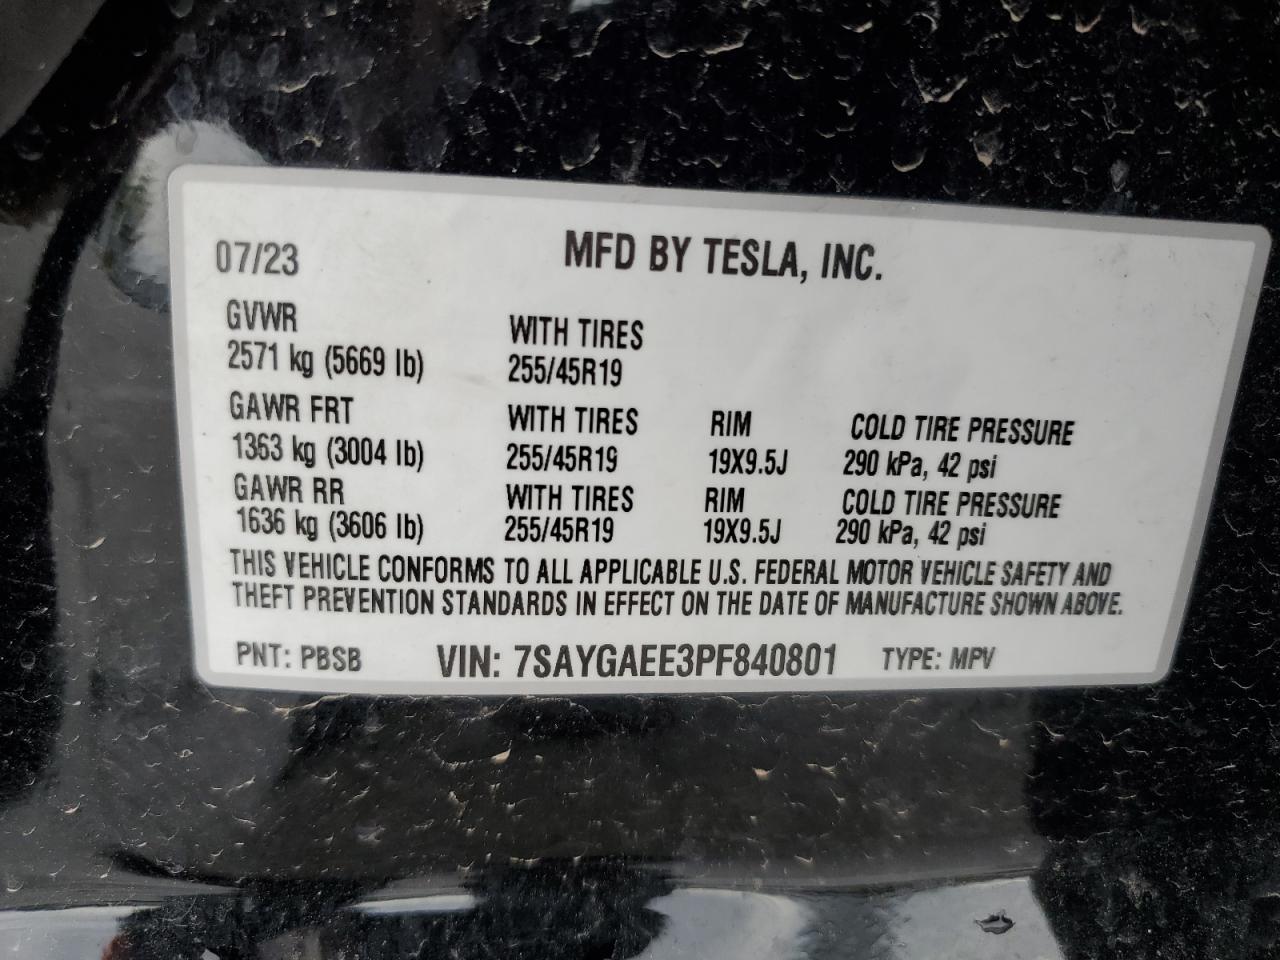 07/23 MFD BY TESLA, INC.
GVWR WITH TIRES
2571 kg (5669 lb) 255/45R19
GAWR FRT WITH TIRES RIM COLD TIRE PRESSURE
1363 kg (3004 lb) 255/45R19 19X9.5J 290 kPa, 42 psi
GAWR RR WITH TIRES RIM COLD TIRE PRESSURE
1636 kg (3606 lb) 255/45R19 19X9.5J 290 kPa, 42 psi
THIS VEHICLE CONFORMS TO ALL APPLICABLE U.S. FEDERAL MOTOR VEHICLE SAFETY AND
THEFT PREVENTION STANDARDS IN EFFECT ON THE DATE OF MANUFACTURE SHOWN ABOVE.
PNT: PBSB VIN: 7SAYGAEE3PF840801 TYPE: MPV